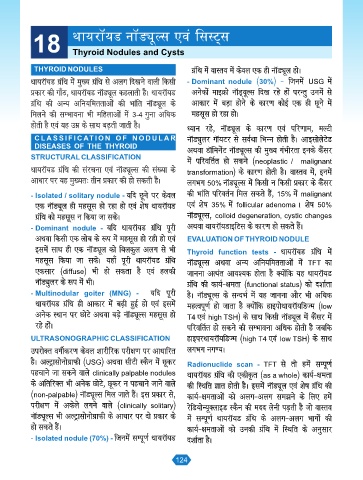 18
थायरॉयड नॉड्यूल्स एवं सिस्ट्स
Thyroid Nodules and Cysts
THYROID NODULES
थायरॉयड ग्रंथि में मुख्य ग्रंथि से अलग दिखने वाली किसी
प्रकार की गाँठ, थायरॉयड नॉड्यूल कहलाती है। थायरॉयड
ग्रंथि की अन्य अनियमितताओं की भांति नॉड्यूल के
मिलने की सम्भावना भी महिलाओं में 3-4 गुना अधिक
होती है एवं यह उम्र के साथ बढ़ती जाती है।
CLASSIFICATION OF NODULAR
DISEASES OF THE THYROID
STRUCTURAL CLASSIFICATION
थायरॉयड ग्रंथि की संरचना एवं नॉड्यूल्स की संख्या के
आधार पर यह मुख्यतः तीन प्रकार की हो सकती है।
- Isolated / solitary nodule - यदि छूने पर केवल
एक नॉड्यूल ही महसूस हो रहा हो एवं शेष थायरॉयड
ग्रंथि को महसूस न किया जा सके।
- Dominant nodule - यदि थायरॉयड ग्रंथि पूरी
अथवा किसी एक लोब के रूप में महसूस हो रही हो एवं
इसमें साथ ही एक नॉड्यूल को बिलकुल अलग से भी
महसूस किया जा सके। यहाँ पूरी थायरॉयड ग्रंथि
एकसार (diffuse) भी हो सकता है एवं हलकी
नॉड्यूलर के रूप में भी।
- Multinodular goiter (MNG) - यदि पूरी
थायरॉयड ग्रंथि ही आकार में बढ़ी हुई हो एवं इसमें
अनेक स्थान पर छोटे अथवा बड़े नॉड्यूल्स महसूस हो
रहे हों।
ULTRASONOGRAPHIC CLASSIFICATION
उपरोक्त वर्गीकरण केवल शारीरिक परीक्षण पर आधारित
है। अल्ट्रासोनोग्राफी (USG) अथवा सीटी स्कैन में छूकर
पहचाने जा सकने वाले clinically palpable nodules
के अतिरिक्त भी अनेक छोटे, छूकर न पहचाने जाने वाले
(non-palpable) नॉड्यूल्स मिल जाते हैं। इस प्रकार से,
परीक्षण में अकेले लगने वाले (clinically solitary)
नॉड्यूल्स भी अल्ट्रासोनोग्राफी के आधार पर दो प्रकार के
हो सकते हैं।
- Isolated nodule (70%) - जिनमें सम्पूर्ण थायरॉयड
ग्रंथि में वास्तव में केवल एक ही नॉड्यूल हो।
- Dominant nodule (30%) - जिनमें USG में
अनेकों माइक्रो नॉड्यूल्स दिख रहे हों परन्तु उनमें से
आकार में बड़ा होने के कारण कोई एक ही छूने में
महसूस हो रहा हो।
ध्यान रहे, नॉड्यूल के कारण एवं परिणाम, मल्टी
नॉड्यूलर गॉयटर से सर्वथा भिन्न होती हैं। आइसोलेटेड
अथवा डॉमिनेंट नॉड्यूल्स की मुख्य गंभीरता इनके कैंसर
में परिवर्तित हो सकने (neoplastic / malignant
transformation) के कारण होती है। वास्तव में, इनमें
लगभग 50% नॉड्यूल्स में किसी न किसी प्रकार के कैंसर
की भांति परिवर्तन मिल सकते हैं, 15% में malignant
एवं शेष 35% में follicular adenoma। शेष 50%
नॉड्यूल्स, colloid degeneration, cystic changes
अथवा थायरॉयडाइटिस के कारण हो सकते हैं।
EVALUATION OF THYROID NODULE
Thyroid function tests - थायरॉयड ग्रंथि में
नॉड्यूल्स अथवा अन्य अनियमितताओं में TFT का
जानना अत्यंत आवश्यक होता है क्योंकि यह थायरॉयड
ग्रंथि की कार्य-क्षमता (functional status) को दर्शाता
है। नॉड्यूल्स के सन्दर्भ में यह जानना और भी अधिक
महत्वपूर्ण हो जाता है क्योंकि हाइपोथायरॉयडिज्म (low
T4 एवं high TSH) के साथ किसी नॉड्यूल में कैंसर में
परिवर्तित हो सकने की सम्भावना अधिक होती है जबकि
हाइपरथायरॉयडिज्म (high T4 एवं low TSH) के साथ
लगभग नगण्य।
Radionuclide scan - TFT से तो हमें सम्पूर्ण
थायरॉयड ग्रंथि की एकीकृत (as a whole) कार्य-क्षमता
की स्थिति ज्ञात होती है। इसमें नॉड्यूल एवं शेष ग्रंथि की
कार्य-क्षमताओं को अलग-अलग समझने के लिए हमें
रेडियोन्यूक्लाइड स्कैन की मदद लेनी पड़ती है जो वास्तव
में सम्पूर्ण थायरॉयड ग्रंथि के अलग-अलग भागों की
कार्य-क्षमताओं को उनकी ग्रंथि में स्थिति के अनुसार
दर्शाता है।
124